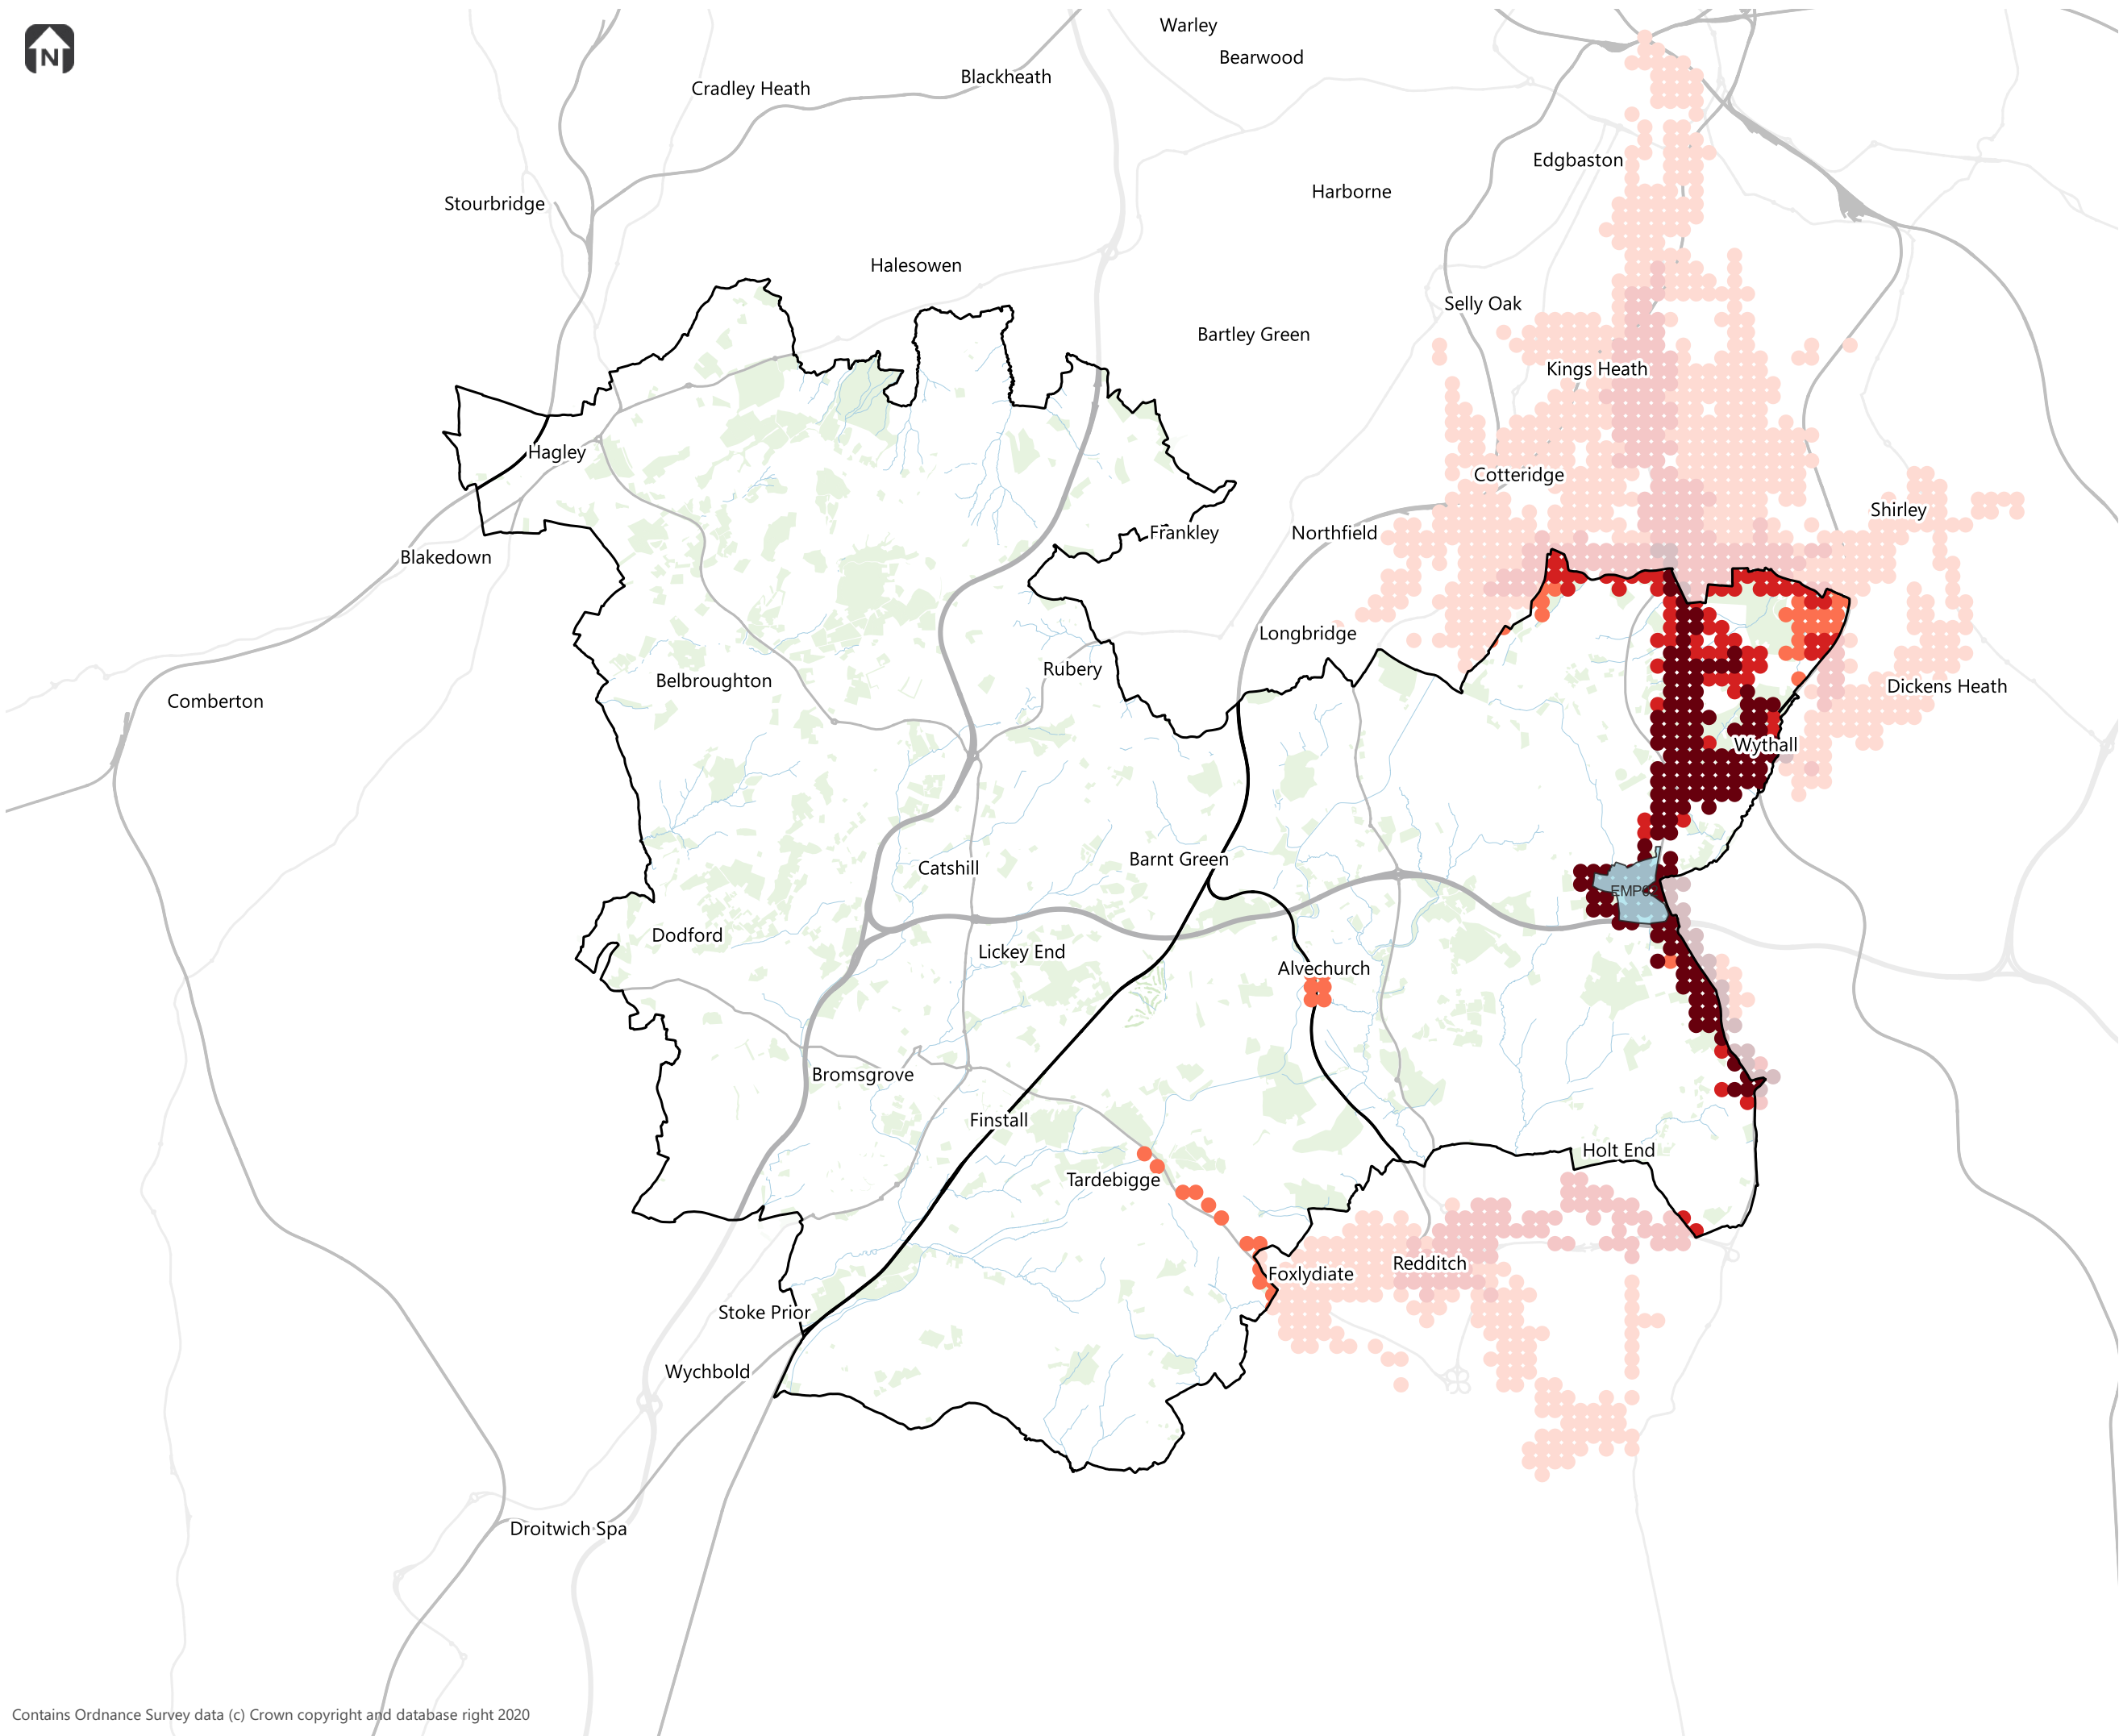 Warley
N
Bearwood
Blackheath
Cradley Heath
Edgbaston
Harborne
Stourbridge
Halesowen
Selly Oak
Bartley Green
Kings Heath
Hagley
Cotteridge
Shirley
Frankley
Northfield
Blakedown
Longbridge
Rubery
Belbroughton
Dickens Heath
Comberton
Wythall
Barnt Green
Catshill
Dodford
Lickey End
Alvechurch
Bromsgrove
Finstall
Holt End
Tardebigge
Redditch
Foxlydiate
Stoke Prior
Wychbold
Droitwich Spa
Contains Ordnance Survey data (c) Crown copyright and database right 2020